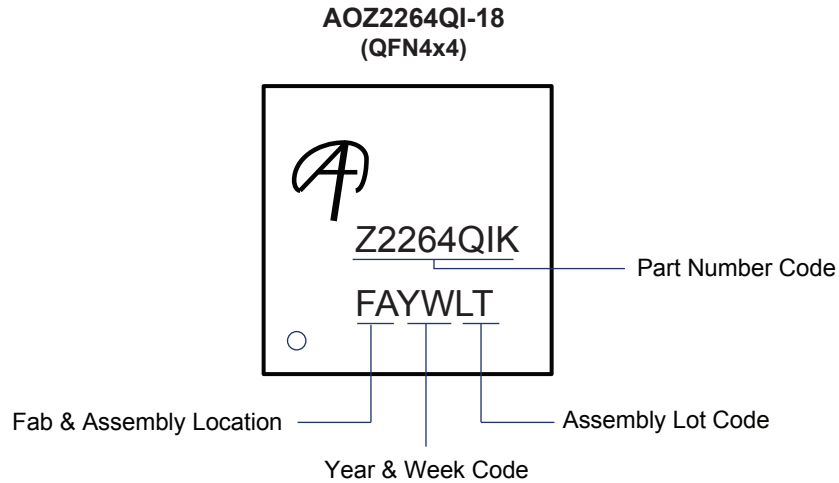 AOZ2264QI-18
(QFN4x4)
Z2264QIK
Part Number Code
FAYWLT
Fab & Assembly Location
Assembly Lot Code
Year & Week Code